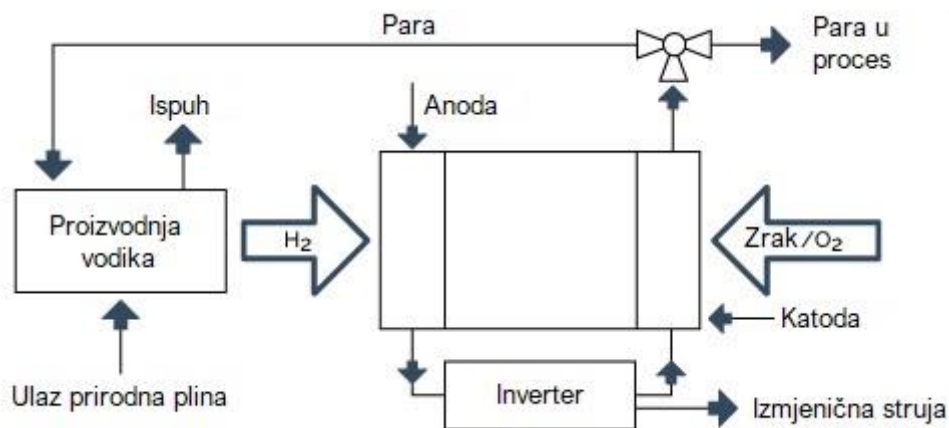 Para
Para u
proces
Ispuh
Anoda
Proizvodnja
vodika
H₂
Zrak/O₂
Katoda
Ulaz prirodna plina
Inverter
Izmjenična struja